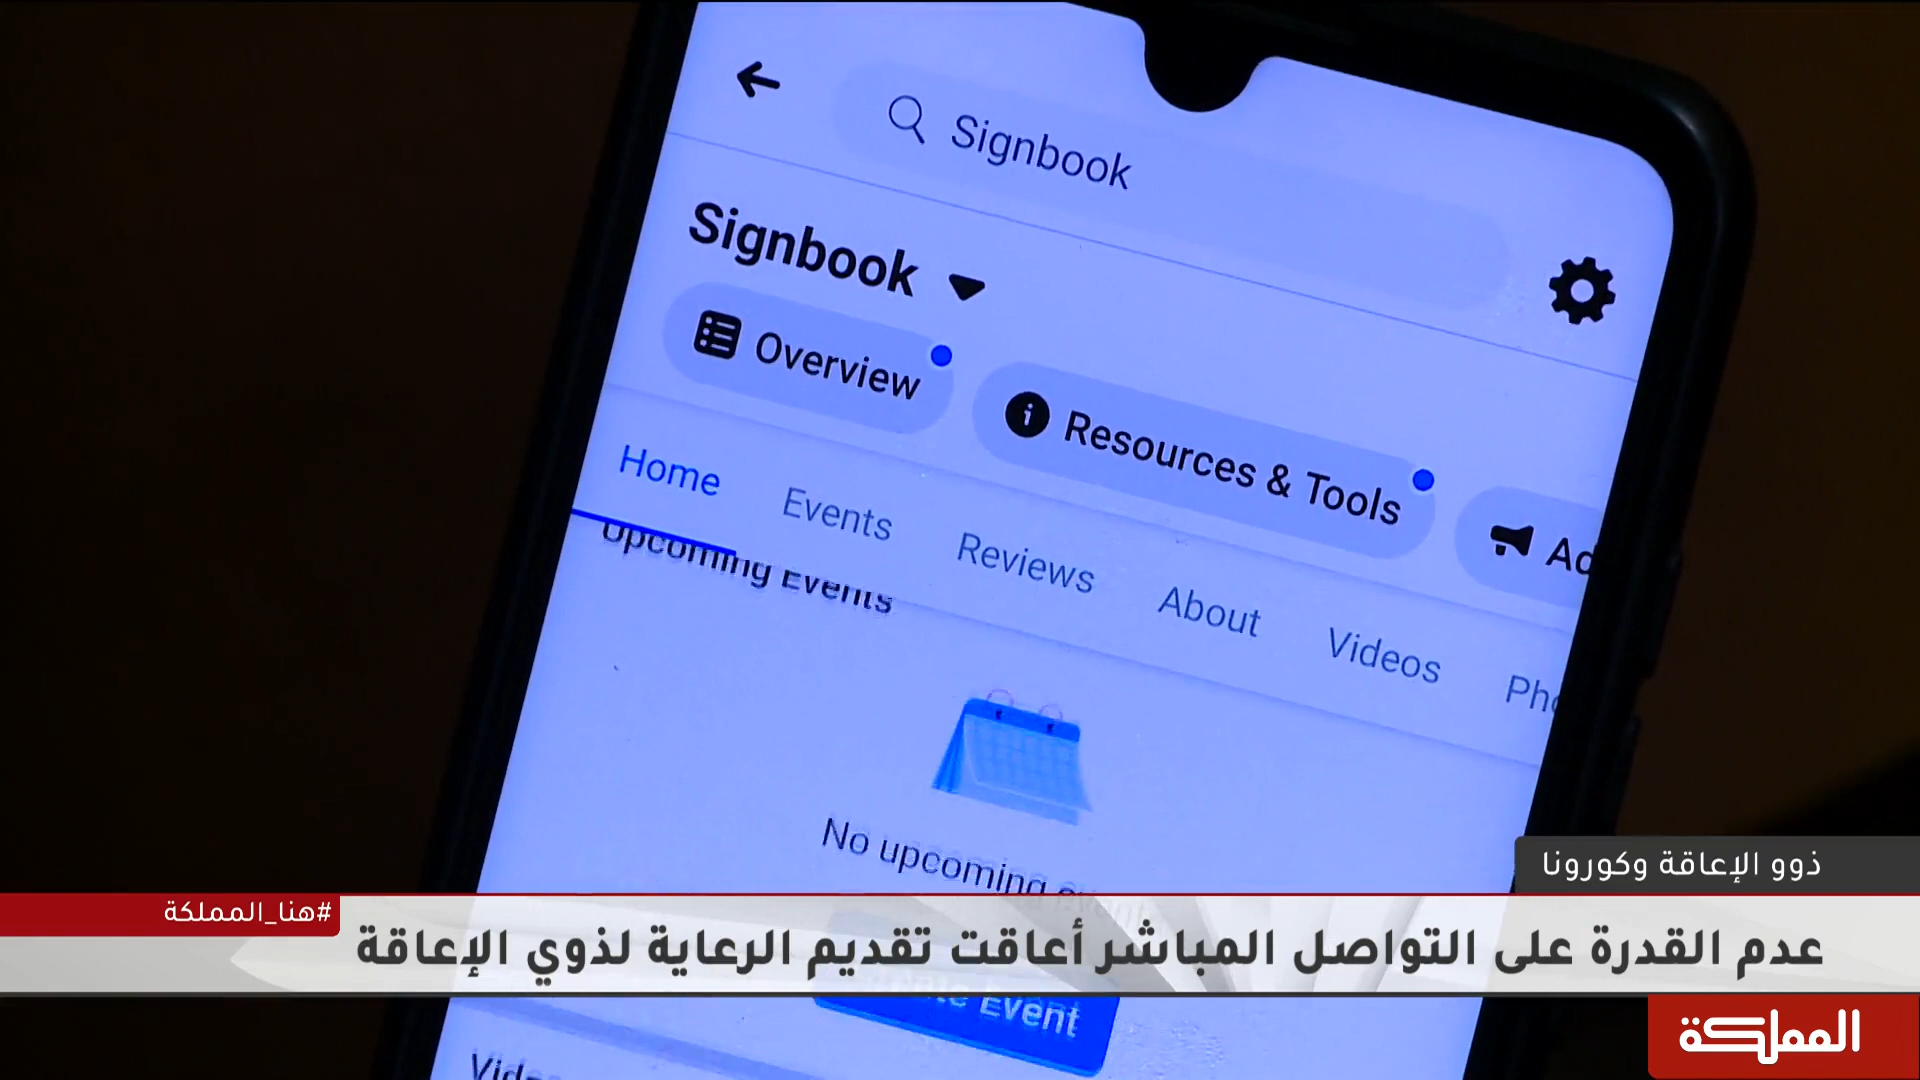 Signbook
Signbook
Overview
Resources & Tools
Home
Events
Reviews
About
Videos
Upcoming Events
No upcoming
Event
ذوو الإعاقة وكورونا
#هنا_المملكة
عدم القدرة على التواصل المباشر أعاقت تقديم الرعاية لذوي الإعاقة
المملكة